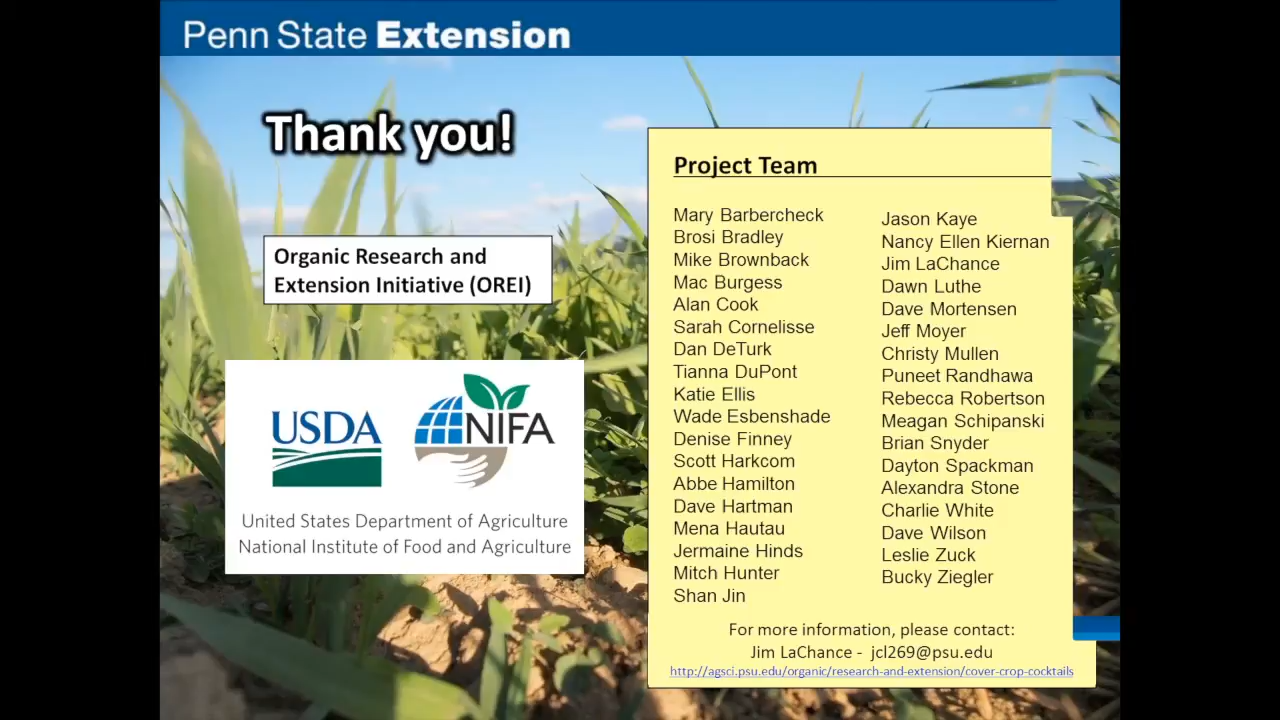 Penn State Extension
Thank you!
Organic Research and
Extension Initiative (OREI)
USDA
NIFA
United States Department of Agriculture
National Institute of Food and Agriculture
Project Team
Mary Barbercheck
Brosi Bradley
Mike Brownback
Mac Burgess
Alan Cook
Sarah Cornelisse
Dan DeTurk
Tianna DuPont
Katie Ellis
Wade Esbenshade
Denise Finney
Scott Harkcom
Abbe Hamilton
Dave Hartman
Mena Hautau
Jermaine Hinds
Mitch Hunter
Shan Jin
Jason Kaye
Nancy Ellen Kiernan
Jim LaChance
Dawn Luthe
Dave Mortensen
Jeff Moyer
Christy Mullen
Puneet Randhawa
Rebecca Robertson
Meagan Schipanski
Brian Snyder
Dayton Spackman
Alexandra Stone
Charlie White
Dave Wilson
Leslie Zuck
Bucky Ziegler
For more information, please contact:
Jim LaChance - jcl269@psu.edu
http://agsci.psu.edu/organic/research-and-extension/cover-crop-cocktails